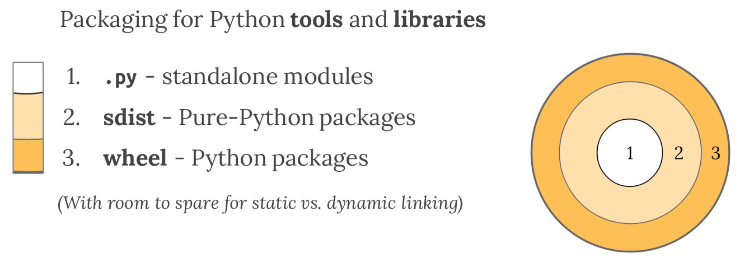 Packaging for Python tools and libraries
1. .py - standalone modules
2. sdist - Pure-Python packages
3. wheel - Python packages
(With room to spare for static vs. dynamic linking)
1 2 3